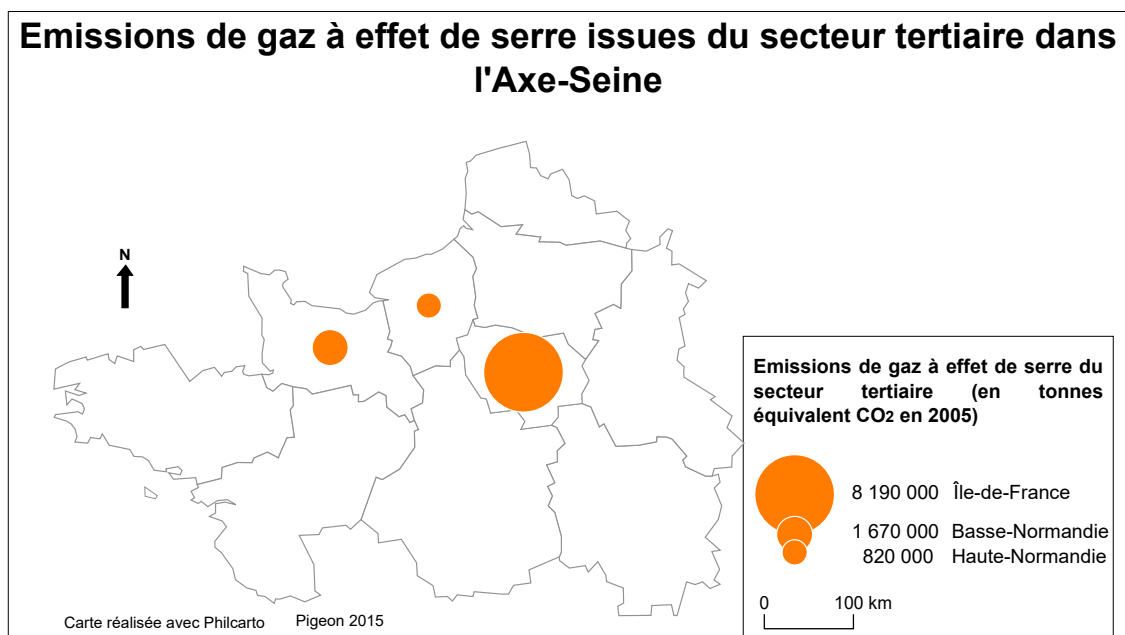 Emissions de gaz à effet de serre issues du secteur tertiaire dans
l'Axe-Seine
N
Emissions de gaz à effet de serre du
secteur tertiaire (en tonnes
équivalent CO2 en 2005)
8 190 000 Île-de-France
1 670 000 Basse-Normandie
820 000 Haute-Normandie
0 100 km
Carte réalisée avec Philcarto Pigeon 2015